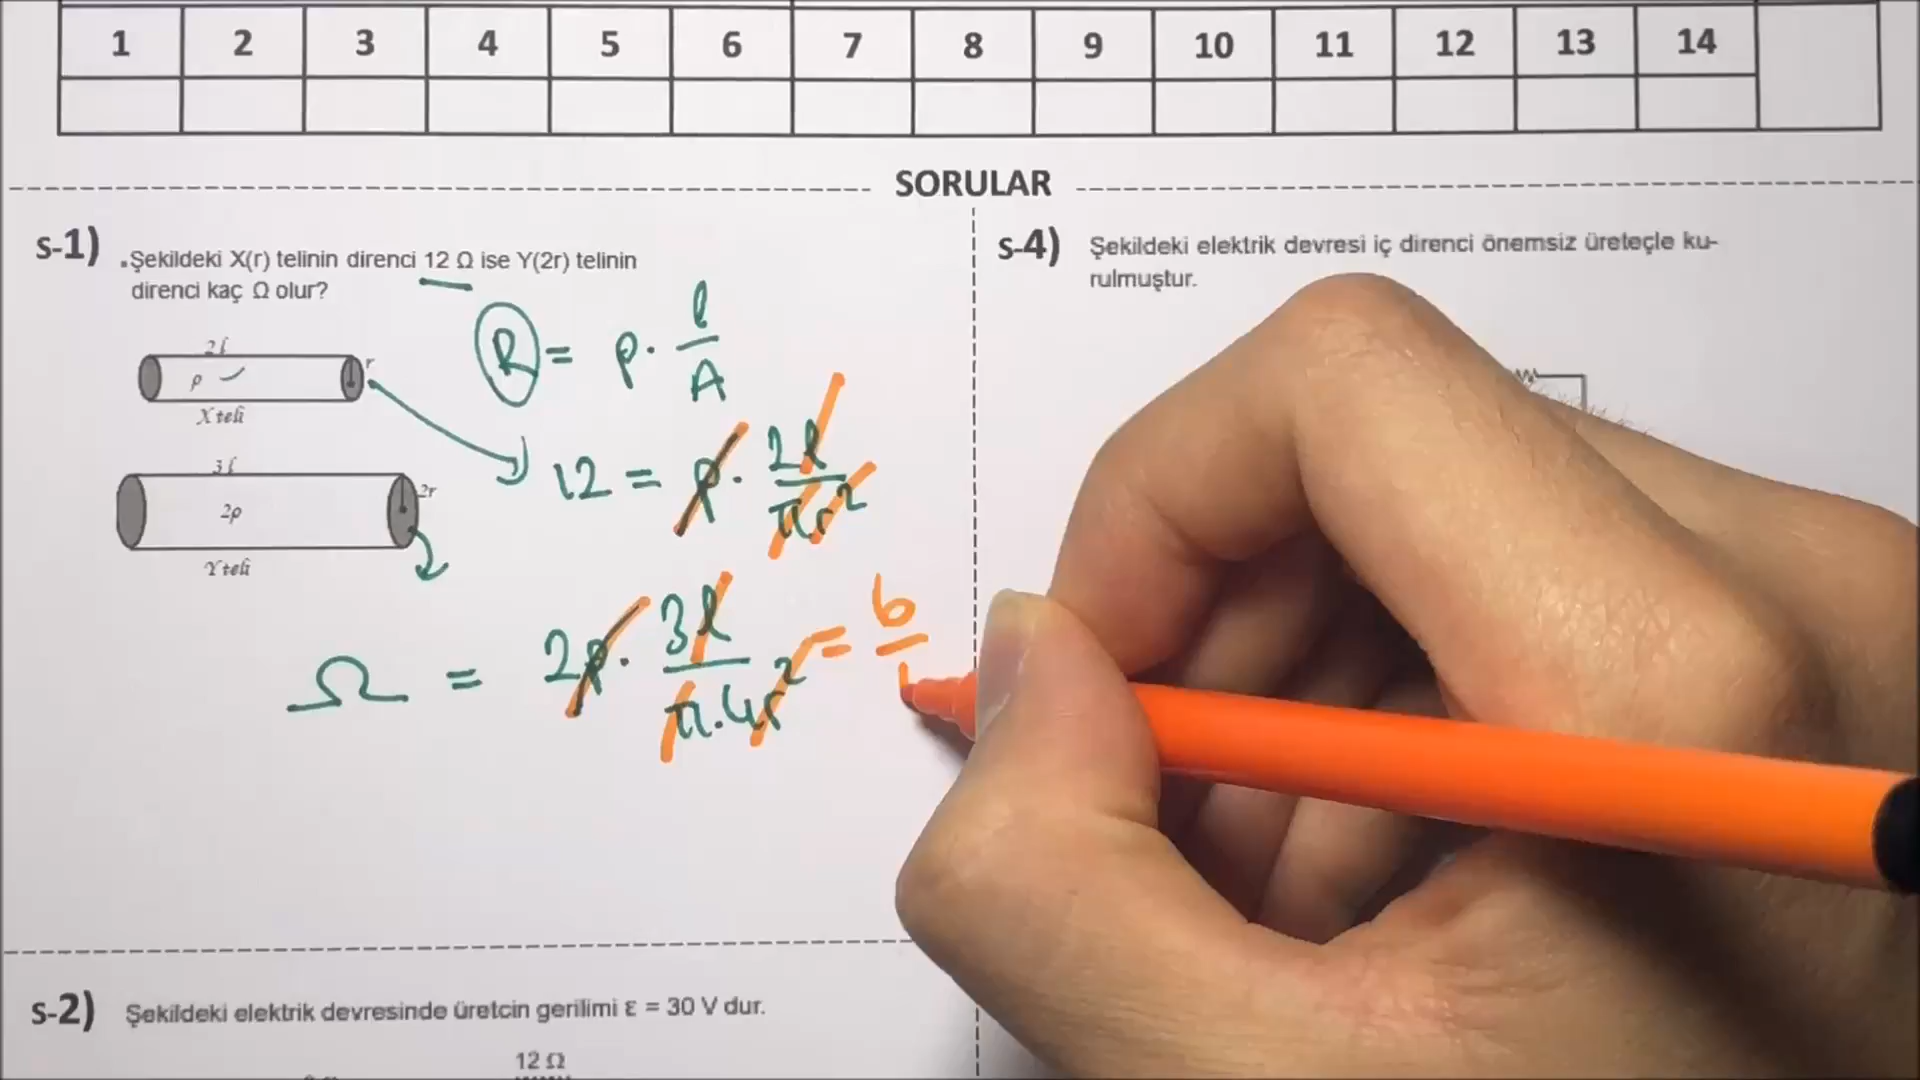 1 2 3 4 5 6 7 8 9 10 11 12 13 14
SORULAR
s-1) .Şekildeki X(r) telinin direnci 12 Ω ise Y(2r) telinin
direnci kaç Ω olur?
2ℓ
r
ρ
X teli
3ℓ
2r
2ρ
Y teli
R = ρ . ℓ/A
12 = ρ . 2ℓ/πr²
Ω = 2ρ . 3ℓ/π.4r² = 6/
s-2) Şekildeki elektrik devresinde üretcin gerilimi ε = 30 V dur.
12 Ω
s-4) Şekildeki elektrik devresi iç direnci önemsiz üreteçle ku-
rulmuştur.